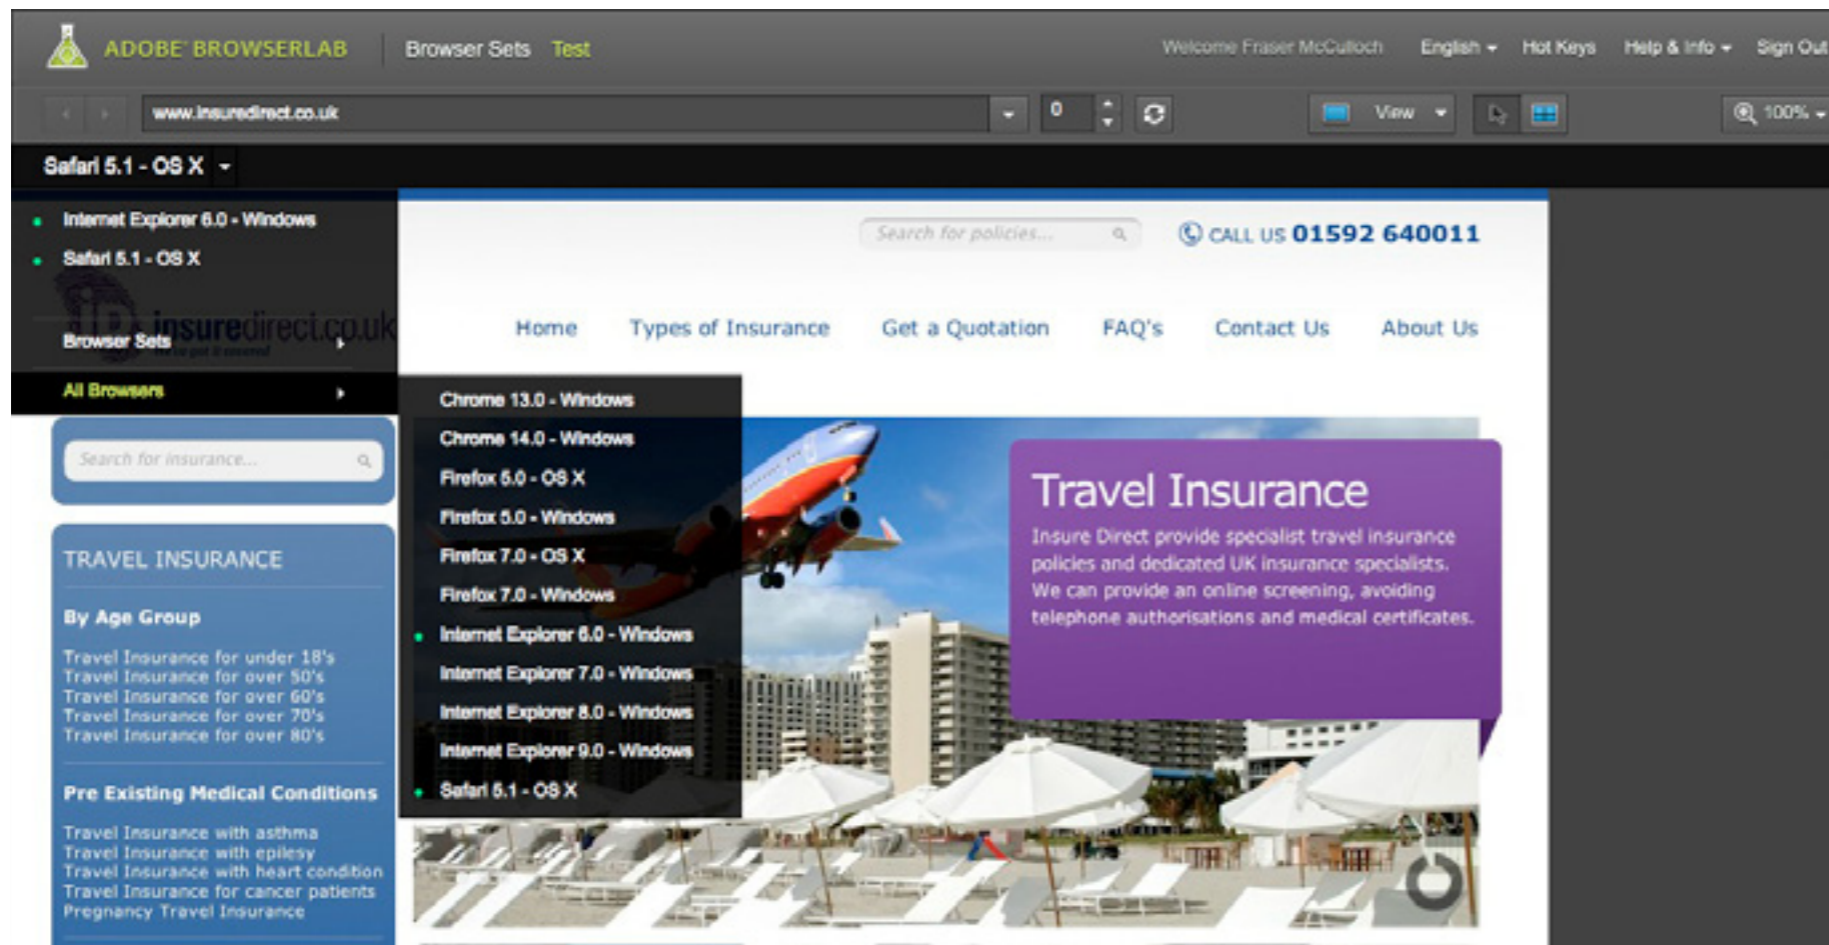 ADOBE® BROWSERLAB Browser Sets Test Welcome Fraser McCulloch English Hot Keys Help & Info Sign Out
www.insuredirect.co.uk 0 View 100%
Safari 5.1 - OS X
Internet Explorer 6.0 - Windows
Safari 5.1 - OS X
Search for policies... CALL US 01592 640011
insuredirect.co.uk
We've got it covered
Browser Sets
All Browsers
Home Types of Insurance Get a Quotation FAQ's Contact Us About Us
Chrome 13.0 - Windows
Chrome 14.0 - Windows
Firefox 5.0 - OS X
Firefox 5.0 - Windows
Firefox 7.0 - OS X
Firefox 7.0 - Windows
Internet Explorer 6.0 - Windows
Internet Explorer 7.0 - Windows
Internet Explorer 8.0 - Windows
Internet Explorer 9.0 - Windows
Safari 5.1 - OS X
Search for insurance...
TRAVEL INSURANCE
By Age Group
Travel Insurance for under 18's
Travel Insurance for over 50's
Travel Insurance for over 60's
Travel Insurance for over 70's
Travel Insurance for over 80's
Pre Existing Medical Conditions
Travel Insurance with asthma
Travel Insurance with epilesy
Travel Insurance with heart condition
Travel Insurance for cancer patients
Pregnancy Travel Insurance
Travel Insurance
Insure Direct provide specialist travel insurance
policies and dedicated UK insurance specialists.
We can provide an online screening, avoiding
telephone authorisations and medical certificates.